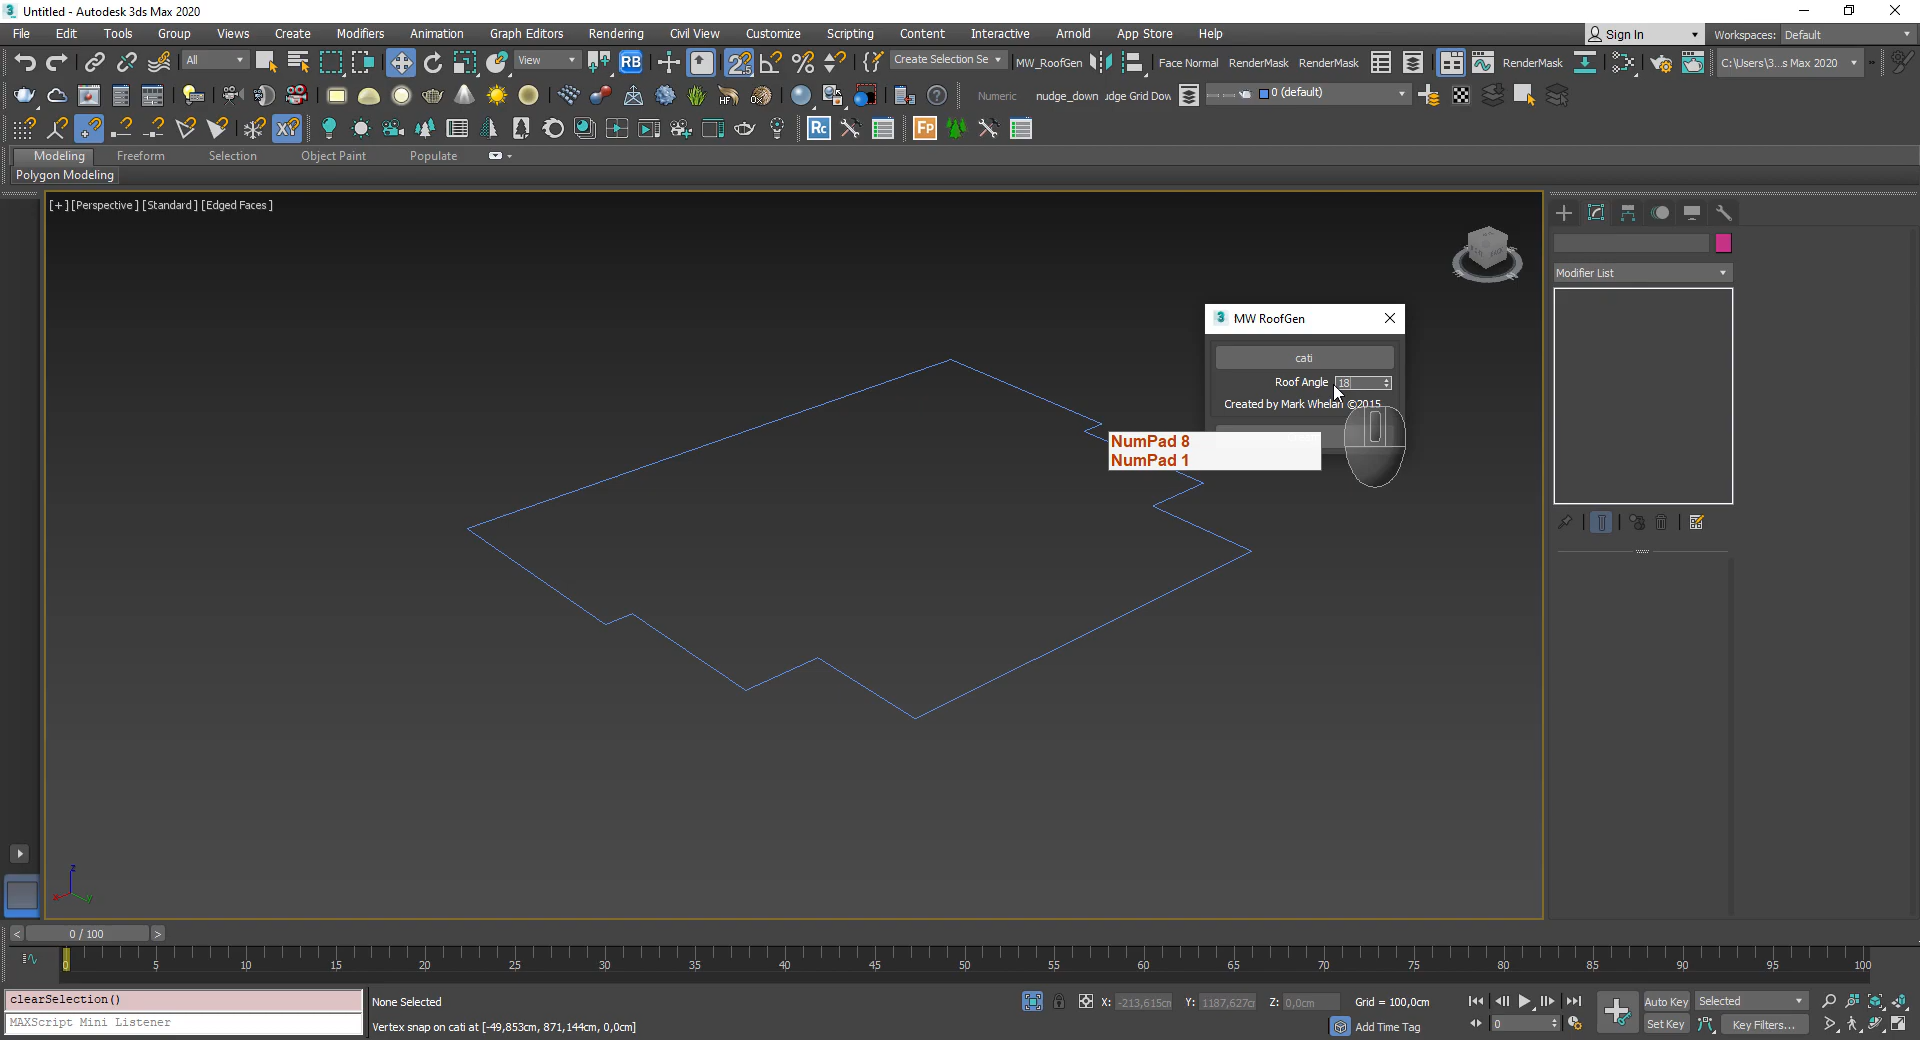 Untitled - Autodesk 3ds Max 2020
File Edit Tools Group Views Create Modifiers Animation Graph Editors Rendering Civil View Customize Scripting Content Interactive Arnold App Store Help
Sign In Workspaces: Default
All View RB Create Selection Se MW_RoofGen Face Normal RenderMask RenderMask RenderMask C:\Users\3...s Max 2020
HF Numeric nudge_down ıdge Grid Dow 0 (default)
XY Rc Fp
Modeling Freeform Selection Object Paint Populate
Polygon Modeling
[+] [Perspective] [Standard] [Edged Faces]
Modifier List
MW RoofGen
cati
Roof Angle 18
Created by Mark Whelan ©2015
NumPad 8
NumPad 1
z
x y
< 0 / 100 >
0 5 10 15 20 25 30 35 40 45 50 55 60 65 70 75 80 85 90 95 100
clearSelection()
MAXScript Mini Listener
None Selected
Vertex snap on cati at [-49,853cm, 871,144cm, 0,0cm]
X: -213,615cm Y: 1187,627cm Z: 0,0cm Grid = 100,0cm
Add Time Tag
0
Auto Key Selected
Set Key Key Filters...